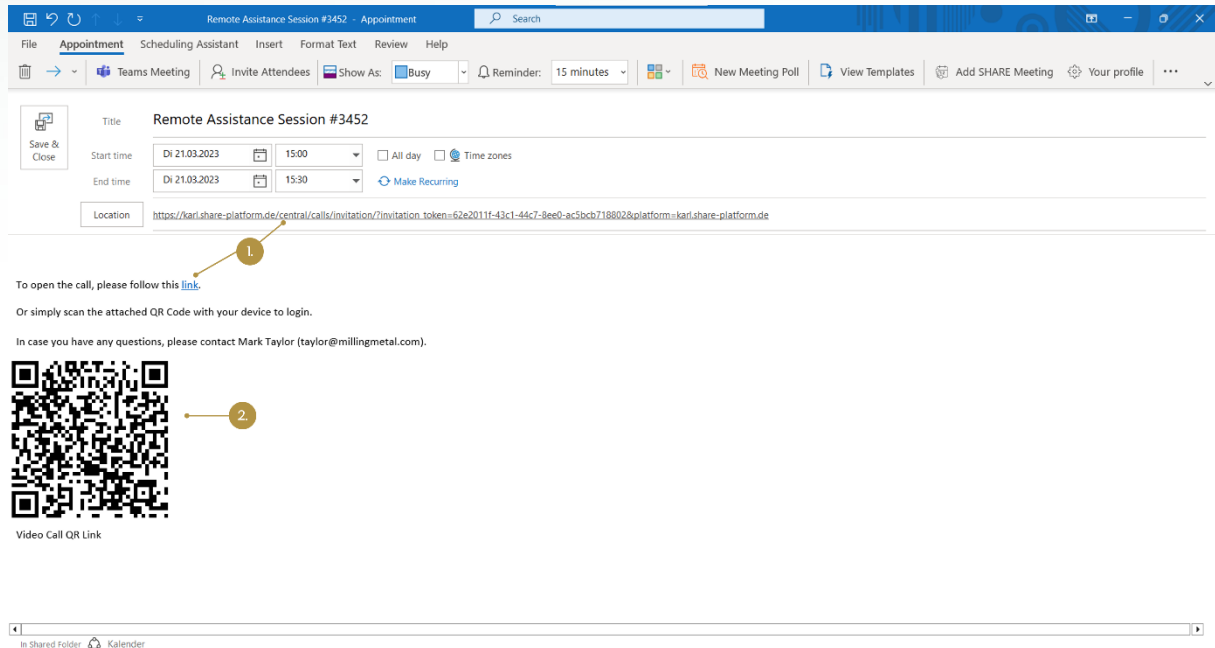 Remote Assistance Session #3452 - Appointment
Search
File Appointment Scheduling Assistant Insert Format Text Review Help
Teams Meeting Invite Attendees Show As: Busy Reminder: 15 minutes New Meeting Poll View Templates Add SHARE Meeting Your profile
Save &
Close
Title Remote Assistance Session #3452
Start time Di 21.03.2023 15:00 All day Time zones
End time Di 21.03.2023 15:30 Make Recurring
Location https://karl.share-platform.de/central/calls/invitation/?invitation_token=62e2011f-43c1-44c7-8ee0-ac5bcb718802&platform=karl.share-platform.de
1.
To open the call, please follow this link.
Or simply scan the attached QR Code with your device to login.
In case you have any questions, please contact Mark Taylor (taylor@millingmetal.com).
2.
Video Call QR Link
In Shared Folder Kalender